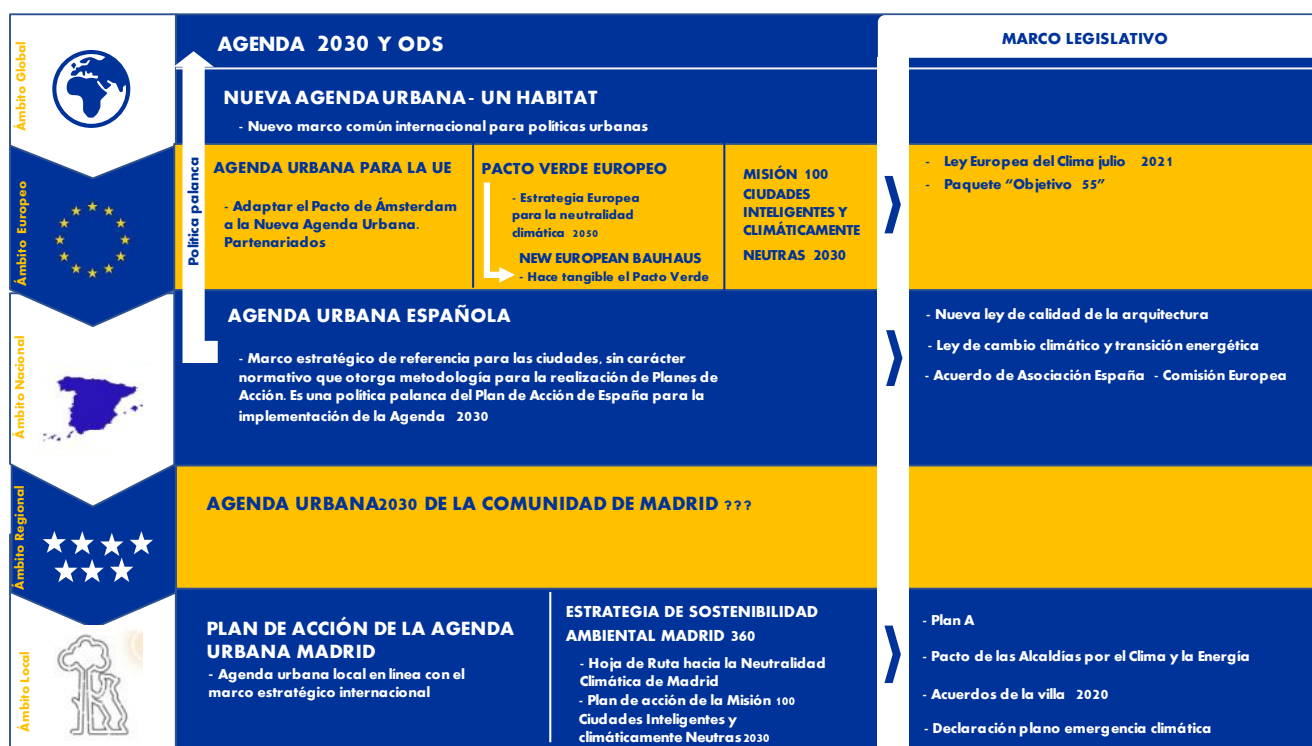 Ámbito Global
AGENDA 2030 Y ODS
MARCO LEGISLATIVO
NUEVA AGENDA URBANA - UN HABITAT
- Nuevo marco común internacional para políticas urbanas
Política palanca
Ámbito Europeo
AGENDA URBANA PARA LA UE
- Adaptar el Pacto de Ámsterdam
a la Nueva Agenda Urbana.
Partenariados
PACTO VERDE EUROPEO
- Estrategia Europea
para la neutralidad
climática 2050
NEW EUROPEAN BAUHAUS
- Hace tangible el Pacto Verde
MISIÓN 100
CIUDADES
INTELIGENTES Y
CLIMÁTICAMENTE
NEUTRAS 2030
- Ley Europea del Clima julio 2021
- Paquete “Objetivo 55”
Ámbito Nacional
AGENDA URBANA ESPAÑOLA
- Marco estratégico de referencia para las ciudades, sin carácter
normativo que otorga metodología para la realización de Planes de
Acción. Es una política palanca del Plan de Acción de España para la
implementación de la Agenda 2030
- Nueva ley de calidad de la arquitectura
- Ley de cambio climático y transición energética
- Acuerdo de Asociación España - Comisión Europea
Ámbito Regional
AGENDA URBANA2030 DE LA COMUNIDAD DE MADRID ???
Ámbito Local
PLAN DE ACCIÓN DE LA AGENDA
URBANA MADRID
- Agenda urbana local en línea con el
marco estratégico internacional
ESTRATEGIA DE SOSTENIBILIDAD
AMBIENTAL MADRID 360
- Hoja de Ruta hacia la Neutralidad
Climática de Madrid
- Plan de acción de la Misión 100
Ciudades Inteligentes y
climáticamente Neutras 2030
- Plan A
- Pacto de las Alcaldías por el Clima y la Energía
- Acuerdos de la villa 2020
- Declaración plano emergencia climática